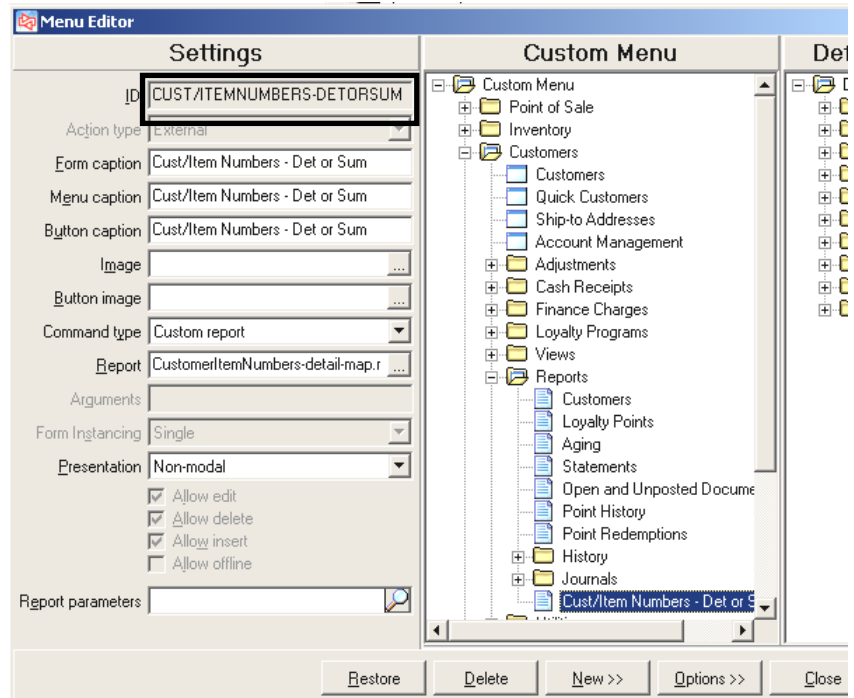 Menu Editor
Settings
ID CUST/ITEMNUMBERS-DETORSUM
Action type External
Form caption Cust/Item Numbers - Det or Sum
Menu caption Cust/Item Numbers - Det or Sum
Button caption Cust/Item Numbers - Det or Sum
Image ...
Button image ...
Command type Custom report
Report CustomerItemNumbers-detail-map.r ...
Arguments
Form Instancing Single
Presentation Non-modal
Allow edit
Allow delete
Allow insert
Allow offline
Report parameters
Custom Menu
Custom Menu
Point of Sale
Inventory
Customers
Customers
Quick Customers
Ship-to Addresses
Account Management
Adjustments
Cash Receipts
Finance Charges
Loyalty Programs
Views
Reports
Customers
Loyalty Points
Aging
Statements
Open and Unposted Docume
Point History
Point Redemptions
History
Journals
Cust/Item Numbers - Det or S
Def
D
Restore Delete New >> Options >> Close